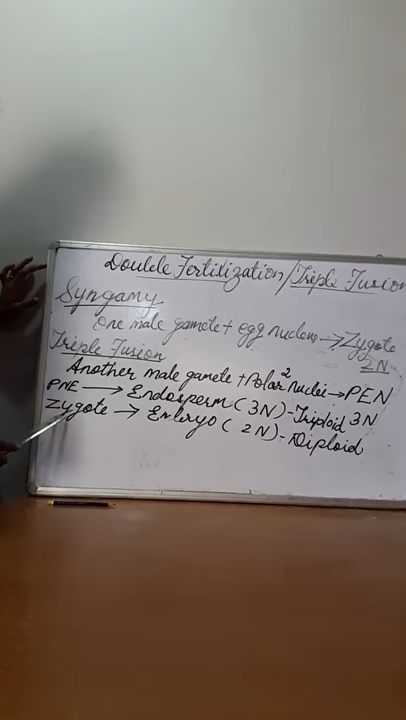 Double Fertilization/Triple Fusion
Syngamy
One male gamete + egg nucleus → Zygote
2N
Triple Fusion
Another male gamete + Polar 2 nuclei → PEN
3N
PNE → Endosperm (3N) - Triploid
Zygote → Embryo (2N) - Diploid